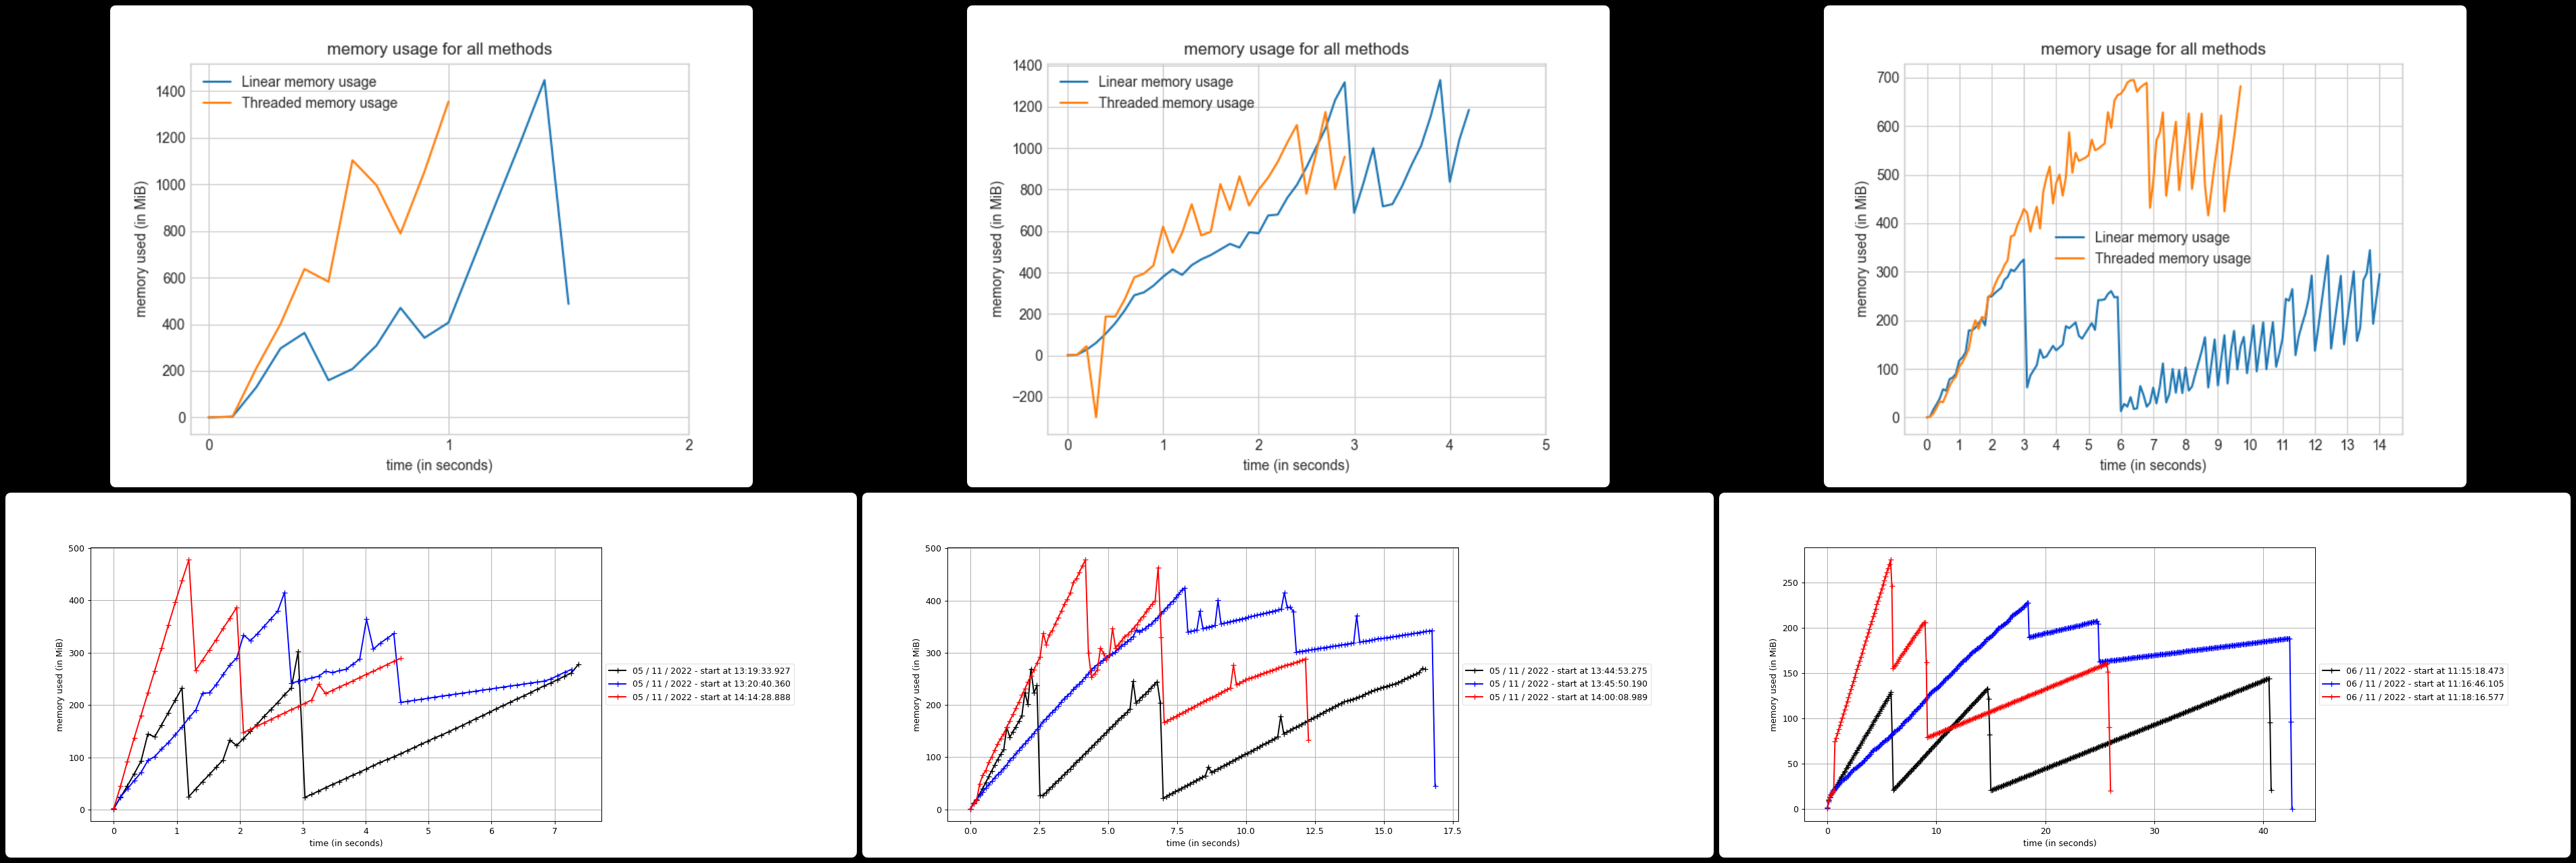 memory usage for all methods
Linear memory usage
Threaded memory usage
1400
1200
1000
800
600
400
200
0
memory used (in MiB)
0 1 2
time (in seconds)
memory usage for all methods
Linear memory usage
Threaded memory usage
1400
1200
1000
800
600
400
200
0
−200
memory used (in MiB)
0 1 2 3 4 5
time (in seconds)
memory usage for all methods
700
600
500
400
300
200
100
0
memory used (in MiB)
Linear memory usage
Threaded memory usage
0 1 2 3 4 5 6 7 8 9 10 11 12 13 14
time (in seconds)
500
400
300
200
100
0
memory used (in MiB)
0 1 2 3 4 5 6 7
time (in seconds)
05 / 11 / 2022 - start at 13:19:33.927
05 / 11 / 2022 - start at 13:20:40.360
05 / 11 / 2022 - start at 14:14:28.888
500
400
300
200
100
0
memory used (in MiB)
0.0 2.5 5.0 7.5 10.0 12.5 15.0 17.5
time (in seconds)
05 / 11 / 2022 - start at 13:44:53.275
05 / 11 / 2022 - start at 13:45:50.190
05 / 11 / 2022 - start at 14:00:08.989
250
200
150
100
50
0
memory used (in MiB)
0 10 20 30 40
time (in seconds)
06 / 11 / 2022 - start at 11:15:18.473
06 / 11 / 2022 - start at 11:16:46.105
06 / 11 / 2022 - start at 11:18:16.577